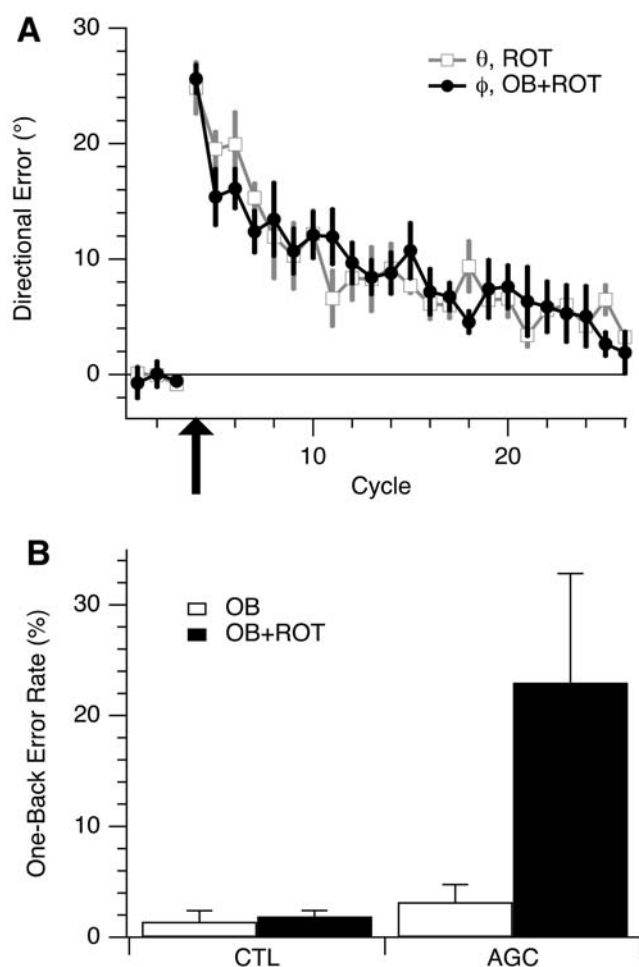 A
30
θ, ROT
φ, OB+ROT
20
10
0
Directional Error (°)
10
20
Cycle
B
30
OB
OB+ROT
20
10
0
One-Back Error Rate (%)
CTL
AGC